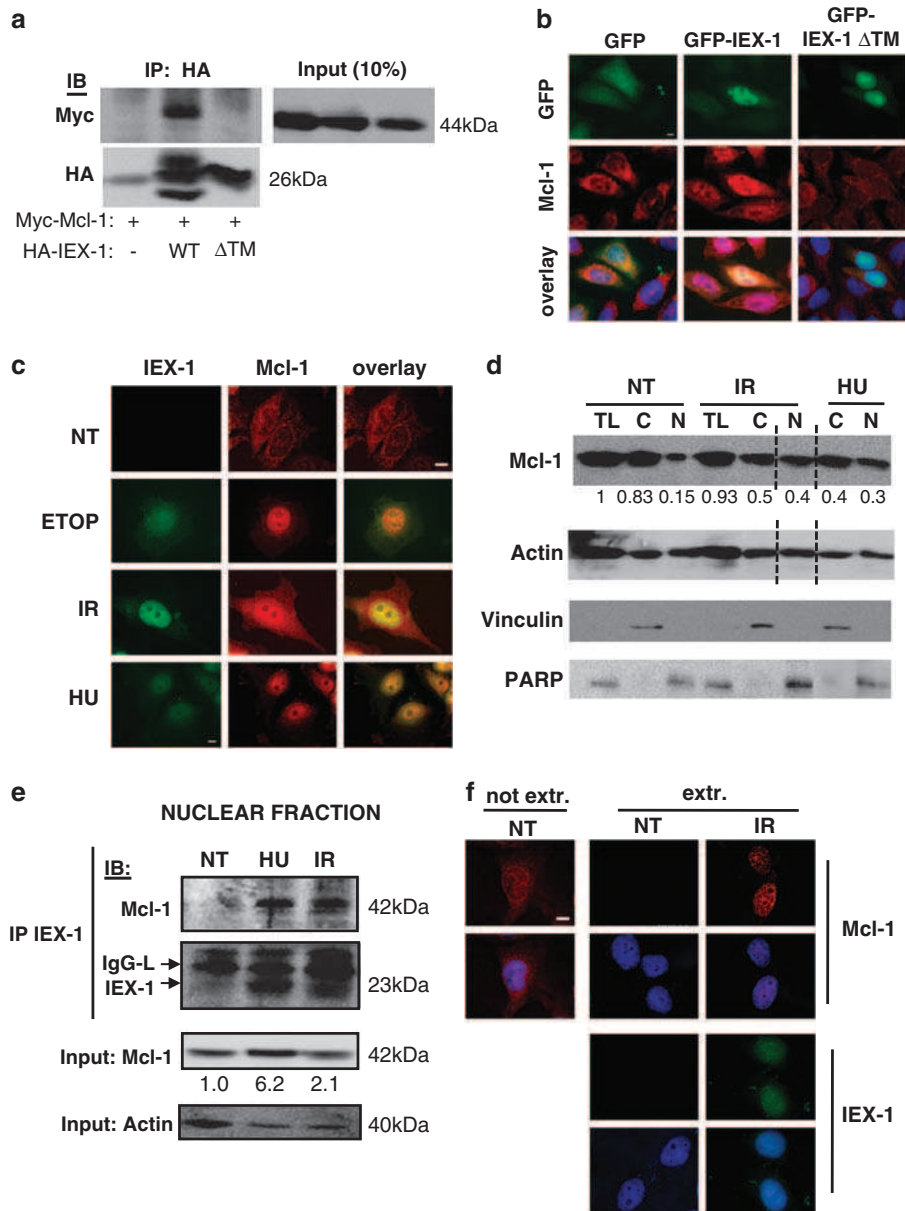 a
IB
IP: HA
Input (10%)
Myc
44kDa
HA
26kDa
Myc-Mcl-1: + + +
HA-IEX-1: - WT ΔTM
b
GFP GFP-IEX-1 GFP-
IEX-1 ΔTM
GFP
Mcl-1
overlay
c
IEX-1 Mcl-1 overlay
NT
ETOP
IR
HU
d
NT IR HU
TL C N TL C N C N
Mcl-1
1 0.83 0.15 0.93 0.5 0.4 0.4 0.3
Actin
Vinculin
PARP
e
NUCLEAR FRACTION
IB: NT HU IR
Mcl-1 42kDa
IP IEX-1
IgG-L
IEX-1 23kDa
Input: Mcl-1 42kDa
1.0 6.2 2.1
Input: Actin 40kDa
f
not extr. extr.
NT NT IR
Mcl-1
IEX-1